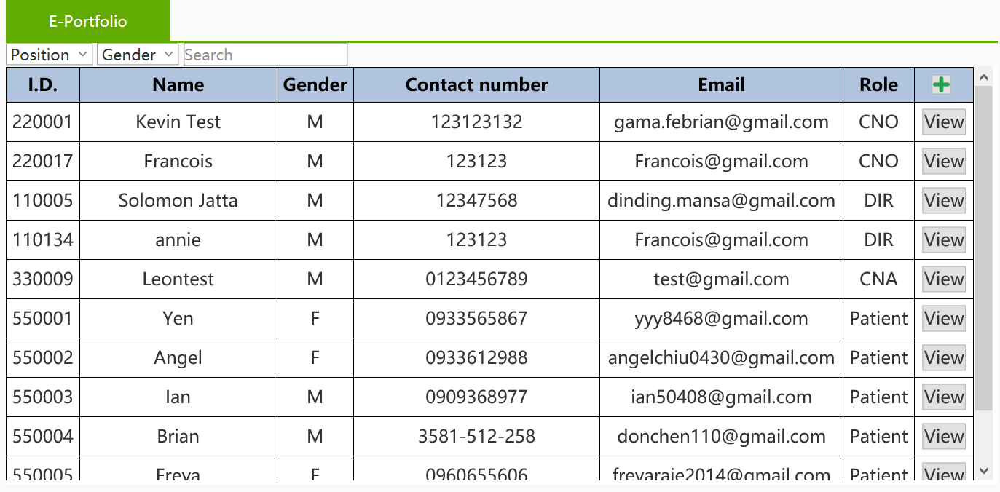 E-Portfolio
Position Gender Search
I.D. Name Gender Contact number Email Role
220001 Kevin Test M 123123132 gama.febrian@gmail.com CNO View
220017 Francois M 123123 Francois@gmail.com CNO View
110005 Solomon Jatta M 12347568 dinding.mansa@gmail.com DIR View
110134 annie M 123123 Francois@gmail.com DIR View
330009 Leontest M 0123456789 test@gmail.com CNA View
550001 Yen F 0933565867 yyy8468@gmail.com Patient View
550002 Angel F 0933612988 angelchiu0430@gmail.com Patient View
550003 Ian M 0909368977 ian50408@gmail.com Patient View
550004 Brian M 3581-512-258 donchen110@gmail.com Patient View
550005 Freya F 0960655606 Patient View